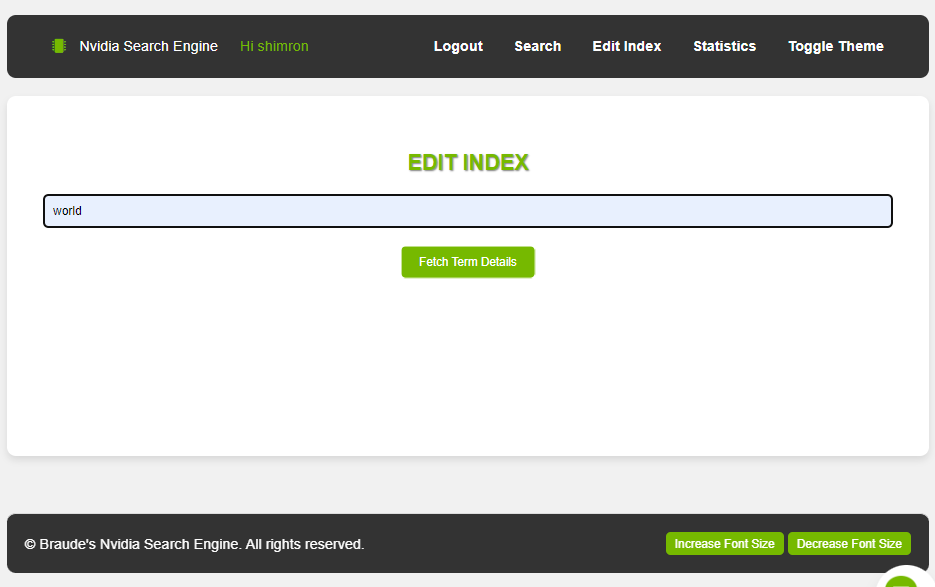 Nvidia Search Engine Hi shimron Logout Search Edit Index Statistics Toggle Theme
EDIT INDEX
world
Fetch Term Details
© Braude's Nvidia Search Engine. All rights reserved. Increase Font Size Decrease Font Size